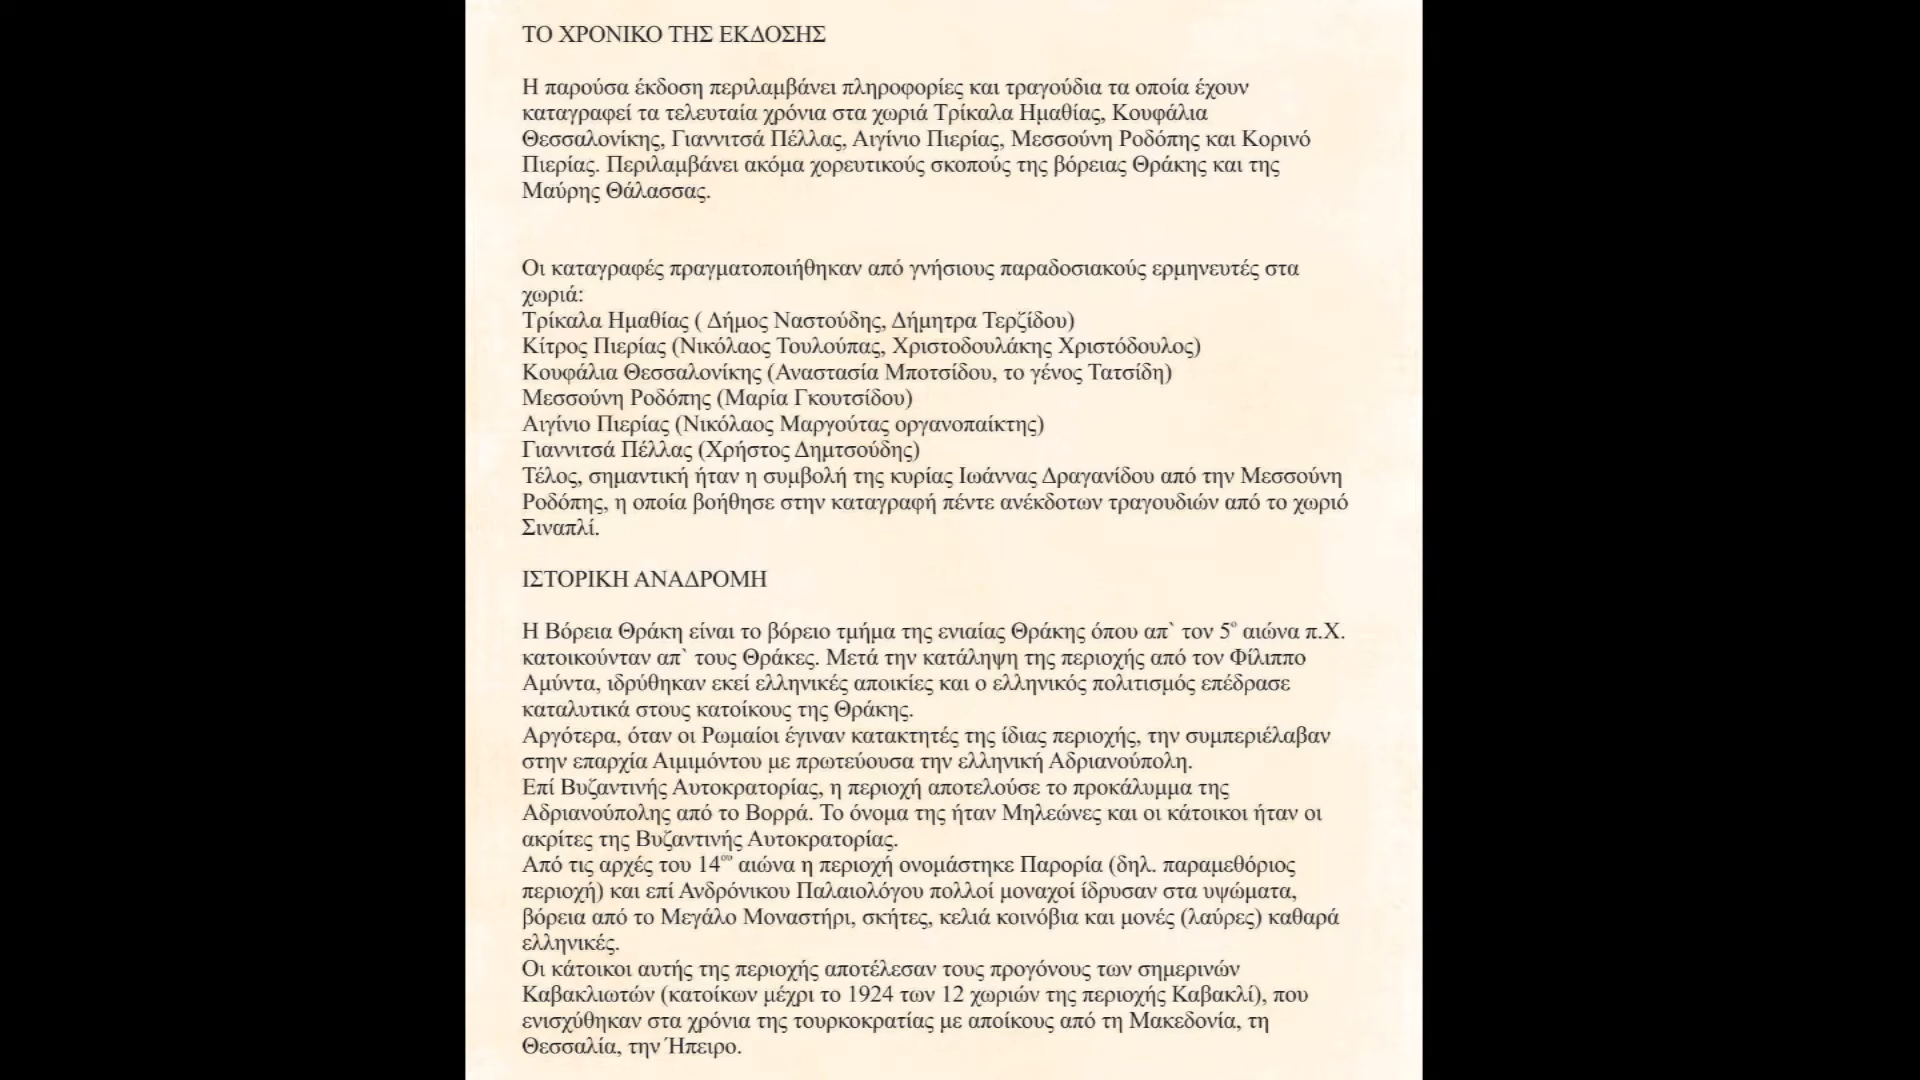 ΤΟ ΧΡΟΝΙΚΟ ΤΗΣ ΕΚΔΟΣΗΣ
Η παρούσα έκδοση περιλαμβάνει πληροφορίες και τραγούδια τα οποία έχουν
καταγραφεί τα τελευταία χρόνια στα χωριά Τρίκαλα Ημαθίας, Κουφάλια
Θεσσαλονίκης, Γιαννιτσά Πέλλας, Αιγίνιο Πιερίας, Μεσσούνη Ροδόπης και Κορινό
Πιερίας. Περιλαμβάνει ακόμα χορευτικούς σκοπούς της βόρειας Θράκης και της
Μαύρης Θάλασσας.
Οι καταγραφές πραγματοποιήθηκαν από γνήσιους παραδοσιακούς ερμηνευτές στα
χωριά:
Τρίκαλα Ημαθίας ( Δήμος Ναστούδης, Δήμητρα Τερζίδου)
Κίτρος Πιερίας (Νικόλαος Τουλούπας, Χριστοδουλάκης Χριστόδουλος)
Κουφάλια Θεσσαλονίκης (Αναστασία Μποτσίδου, το γένος Τατσίδη)
Μεσσούνη Ροδόπης (Μαρία Γκουτσίδου)
Αιγίνιο Πιερίας (Νικόλαος Μαργούτας οργανοπαίκτης)
Γιαννιτσά Πέλλας (Χρήστος Δημτσούδης)
Τέλος, σημαντική ήταν η συμβολή της κυρίας Ιωάννας Δραγανίδου από την Μεσσούνη
Ροδόπης, η οποία βοήθησε στην καταγραφή πέντε ανέκδοτων τραγουδιών από το χωριό
Σιναπλί.
ΙΣΤΟΡΙΚΗ ΑΝΑΔΡΟΜΗ
Η Βόρεια Θράκη είναι το βόρειο τμήμα της ενιαίας Θράκης όπου απ` τον 5ο αιώνα π.Χ.
κατοικούνταν απ` τους Θράκες. Μετά την κατάληψη της περιοχής από τον Φίλιππο
Αμύντα, ιδρύθηκαν εκεί ελληνικές αποικίες και ο ελληνικός πολιτισμός επέδρασε
καταλυτικά στους κατοίκους της Θράκης.
Αργότερα, όταν οι Ρωμαίοι έγιναν κατακτητές της ίδιας περιοχής, την συμπεριέλαβαν
στην επαρχία Αιμιμόντου με πρωτεύουσα την ελληνική Αδριανούπολη.
Επί Βυζαντινής Αυτοκρατορίας, η περιοχή αποτελούσε το προκάλυμμα της
Αδριανούπολης από το Βορρά. Το όνομα της ήταν Μηλεώνες και οι κάτοικοι ήταν οι
ακρίτες της Βυζαντινής Αυτοκρατορίας.
Από τις αρχές του 14ου αιώνα η περιοχή ονομάστηκε Παρορία (δηλ. παραμεθόριος
περιοχή) και επί Ανδρόνικου Παλαιολόγου πολλοί μοναχοί ίδρυσαν στα υψώματα,
βόρεια από το Μεγάλο Μοναστήρι, σκήτες, κελιά κοινόβια και μονές (λαύρες) καθαρά
ελληνικές.
Οι κάτοικοι αυτής της περιοχής αποτέλεσαν τους προγόνους των σημερινών
Καβακλιωτών (κατοίκων μέχρι το 1924 των 12 χωριών της περιοχής Καβακλί), που
ενισχύθηκαν στα χρόνια της τουρκοκρατίας με αποίκους από τη Μακεδονία, τη
Θεσσαλία, την Ήπειρο.